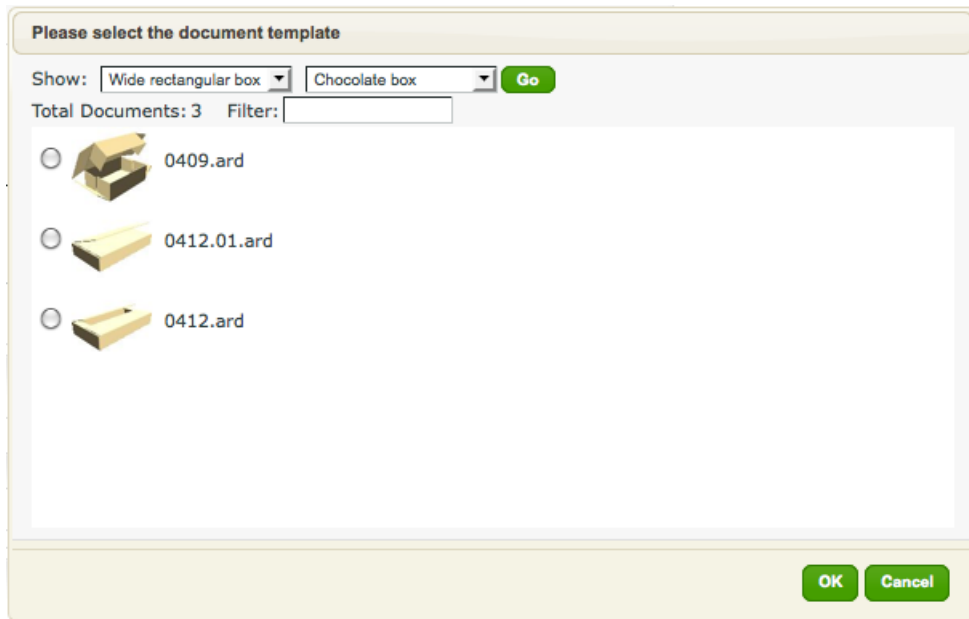 Please select the document template
Show: Wide rectangular box Chocolate box Go
Total Documents: 3 Filter:
0409.ard
0412.01.ard
0412.ard
OK Cancel